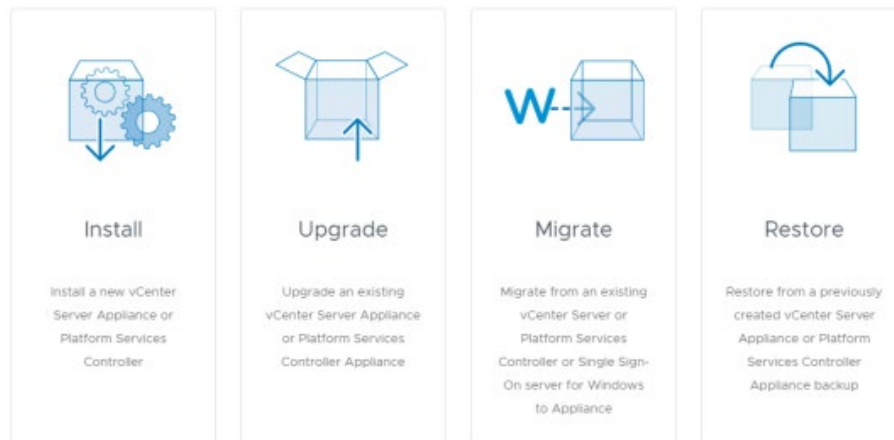 W
Install
Install a new vCenter
Server Appliance or
Platform Services
Controller
Upgrade
Upgrade an existing
vCenter Server Appliance
or Platform Services
Controller Appliance
Migrate
Migrate from an existing
vCenter Server or
Platform Services
Controller or Single Sign-
On server for Windows
to Appliance
Restore
Restore from a previously
created vCenter Server
Appliance or Platform
Services Controller
Appliance backup